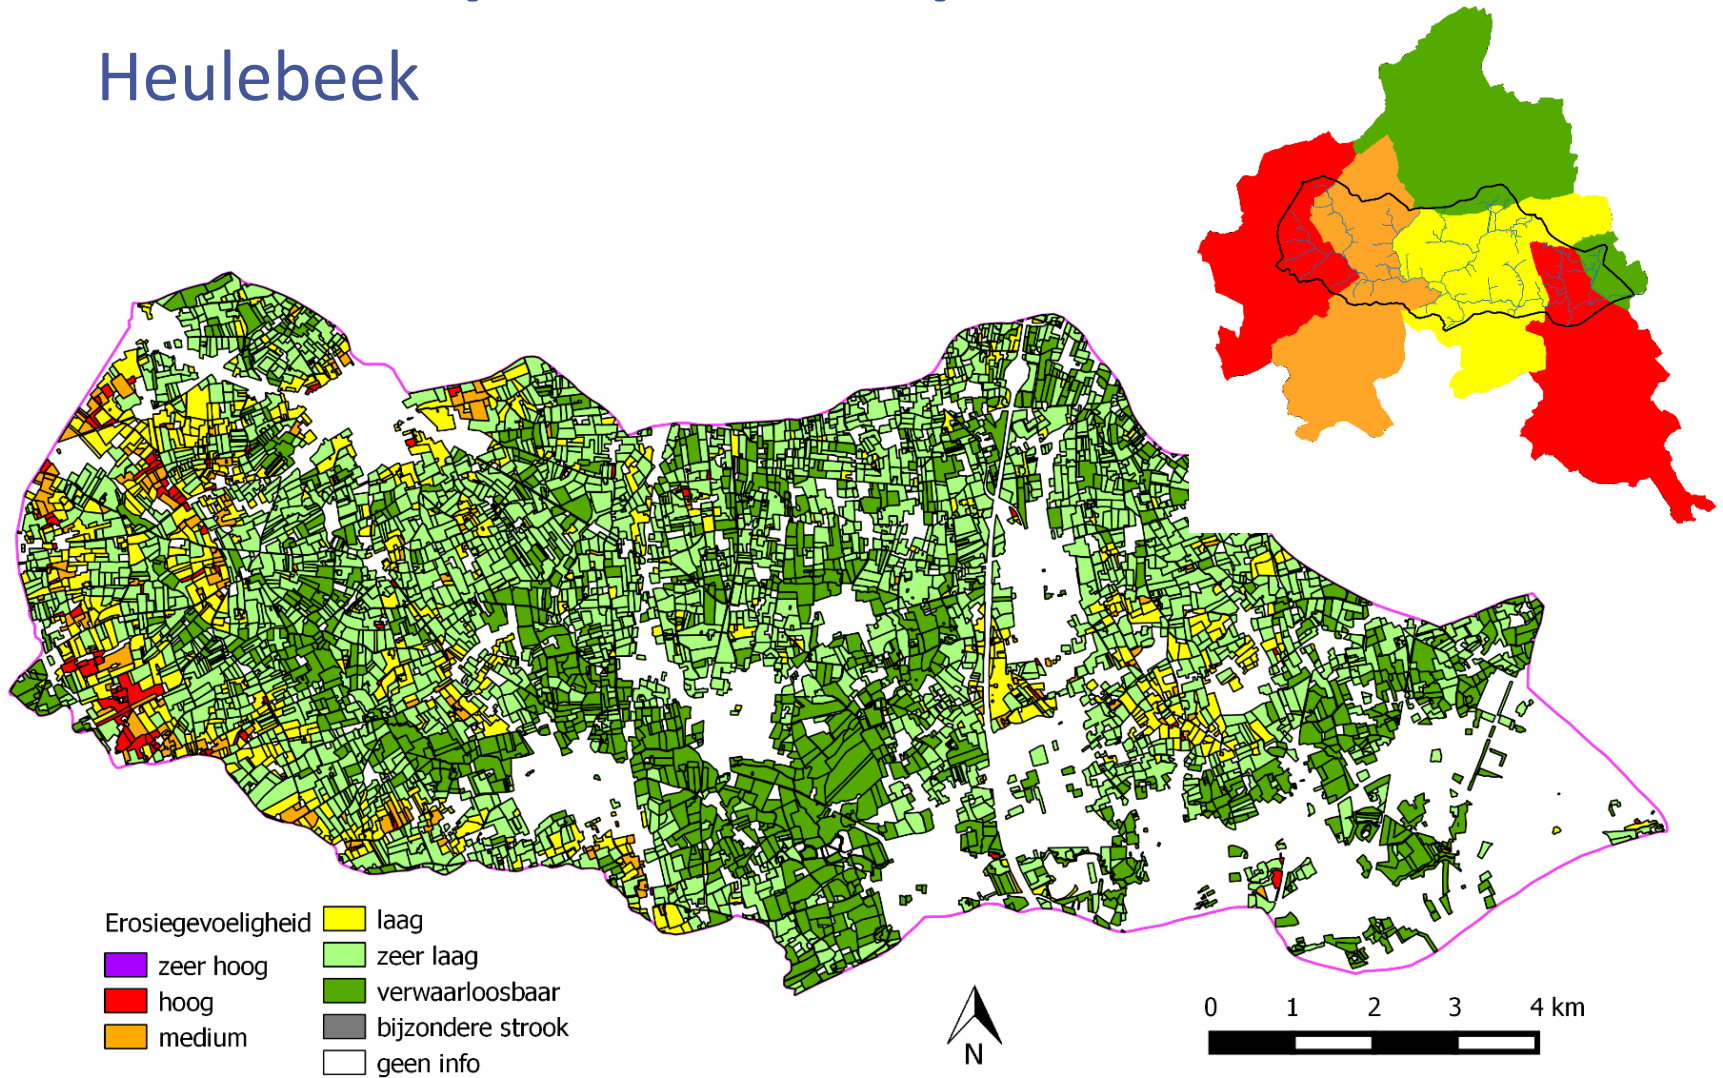 Heulebeek
Erosiegevoeligheid
zeer hoog
hoog
medium
laag
zeer laag
verwaarloosbaar
bijzondere strook
geen info
N
0 1 2 3 4 km